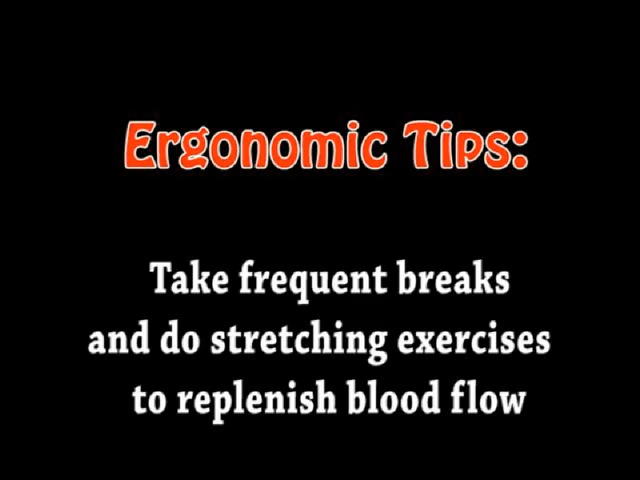 Ergonomic Tips:
Take frequent breaks
and do stretching exercises
to replenish blood flow